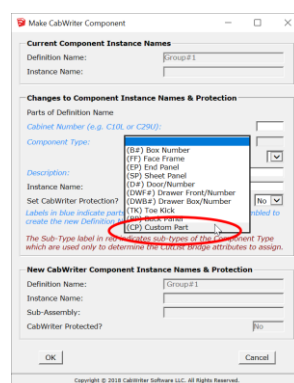 Make CabWriter Component
Current Component Instance Names
Definition Name: Group#1
Instance Name:
Changes to Component Instance Names & Protection
Parts of Definition Name
Cabinet Number (e.g. C10L or C29U):
Component Type:
(B#) Box Number
(FF) Face Frame
(EP) End Panel
(SP) Sheet Panel
Description:
(D#) Door/Number
Instance Name:
(DWF#) Drawer Front/Number
(DWB#) Drawer Box/Number
Set CabWriter Protection? No
(TK) Toe Kick
Labels in blue indicate parts
Back Panel
create the new Definition
(CP) Custom Part
The Sub-Type label in red indicates sub-types of the Component Type
which are used only to determine the CutList Bridge attributes to assign.
New CabWriter Component Instance Names & Protection
Definition Name: Group#1
Instance Name:
Sub-Assembly:
CabWriter Protected? No
OK Cancel
Copyright © 2018 CabWriter Software LLC. All Rights Reserved.